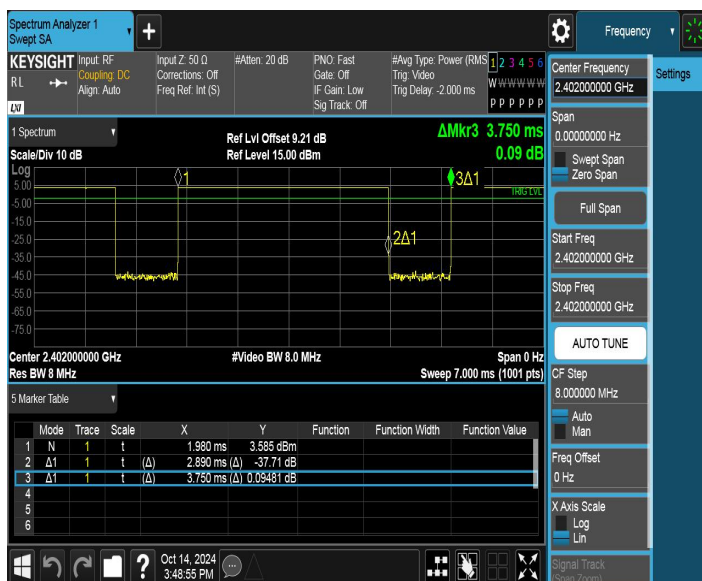 Spectrum Analyzer 1
Swept SA
+
Frequency
KEYSIGHT
RL
LXI
Input: RF
Coupling: DC
Align: Auto
Input Z: 50 Ω
Corrections: Off
Freq Ref: Int (S)
#Atten: 20 dB
PNO: Fast
Gate: Off
IF Gain: Low
Sig Track: Off
#Avg Type: Power (RMS
Trig: Video
Trig Delay: -2.000 ms
1 2 3 4 5 6
W W W W W W
P P P P P P
1 Spectrum
Scale/Div 10 dB
Log
Ref Lvl Offset 9.21 dB
Ref Level 15.00 dBm
ΔMkr3 3.750 ms
0.09 dB
5.00
-5.00
-15.0
-25.0
-35.0
-45.0
-55.0
-65.0
-75.0
1
2Δ1
3Δ1
TRIG LVL
Center 2.402000000 GHz
Res BW 8 MHz
#Video BW 8.0 MHz
Span 0 Hz
Sweep 7.000 ms (1001 pts)
5 Marker Table
Mode Trace Scale X Y Function Function Width Function Value
1 N 1 t 1.980 ms 3.585 dBm
2 Δ1 1 t (Δ) 2.890 ms (Δ) -37.71 dB
3 Δ1 1 t (Δ) 3.750 ms (Δ) 0.09481 dB
4
5
6
?
Oct 14, 2024
3:48:55 PM
Center Frequency
2.402000000 GHz
Span
0.00000000 Hz
Swept Span
Zero Span
Full Span
Start Freq
2.402000000 GHz
Stop Freq
2.402000000 GHz
AUTO TUNE
CF Step
8.000000 MHz
Auto
Man
Freq Offset
0 Hz
X Axis Scale
Log
Lin
Signal Track
(Span Zoom)
Settings